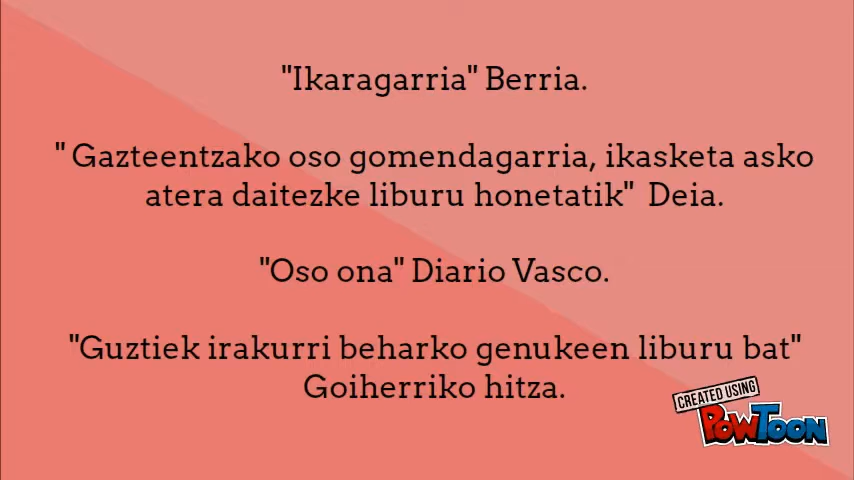 "Ikaragarria" Berria.
" Gazteentzako oso gomendagarria, ikasketa asko
atera daitezke liburu honetatik"  Deia.
"Oso ona" Diario Vasco.
"Guztiek irakurri beharko genukeen liburu bat"
Goiherriko hitza.
CREATED USING
POWTOON